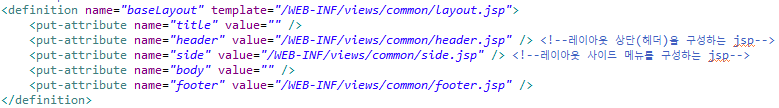 <definition name="baseLayout" template="/WEB-INF/views/common/layout.jsp">
<put-attribute name="title" value="" />
<put-attribute name="header" value="/WEB-INF/views/common/header.jsp" /> <!--레이아웃 상단(헤더)을 구성하는 jsp-->
<put-attribute name="side" value="/WEB-INF/views/common/side.jsp" /> <!--레이아웃 사이드 메뉴를 구성하는 jsp-->
<put-attribute name="body" value="" />
<put-attribute name="footer" value="/WEB-INF/views/common/footer.jsp" />
</definition>